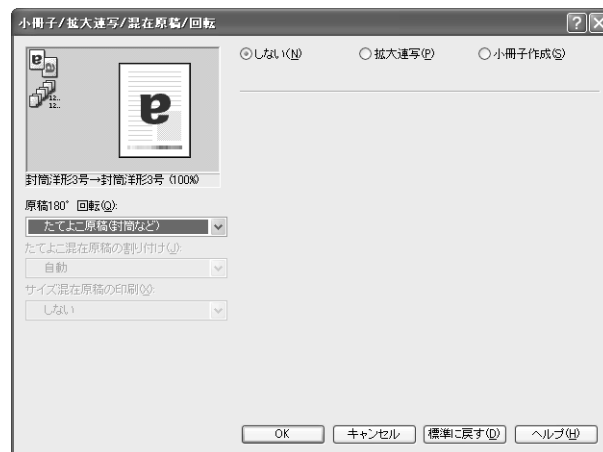 小冊子/拡大連写/混在原稿/回転
しない(N) 拡大連写(P) 小冊子作成(S)
封筒洋形3号→封筒洋形3号 (100%)
原稿180° 回転(Q):
たてよこ原稿(封筒など)
たてよこ混在原稿の割り付け(J):
自動
サイズ混在原稿の印刷(X):
しない
OK キャンセル 標準に戻す(D) ヘルプ(H)